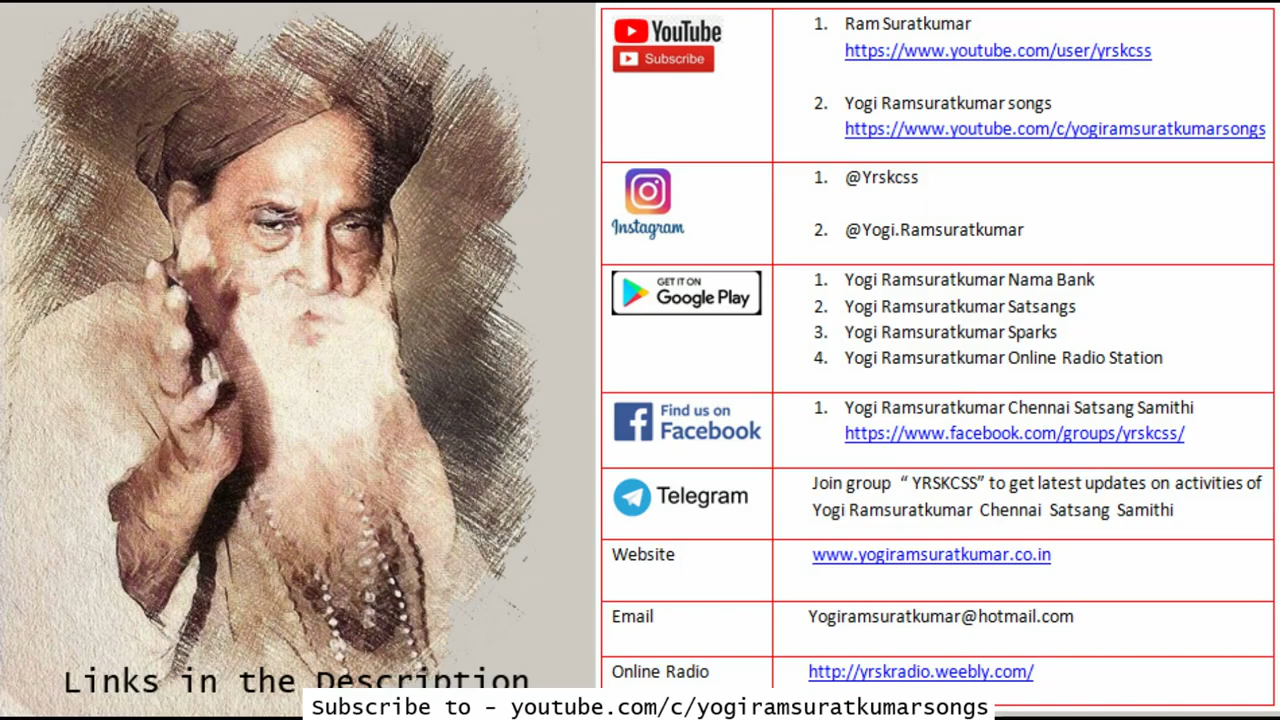 YouTube
Subscribe
1. Ram Suratkumar
https://www.youtube.com/user/yrskcss
2. Yogi Ramsuratkumar songs
https://www.youtube.com/c/yogiramsuratkumarsongs
Instagram
1. @Yrskcss
2. @Yogi.Ramsuratkumar
GET IT ON
Google Play
1. Yogi Ramsuratkumar Nama Bank
2. Yogi Ramsuratkumar Satsangs
3. Yogi Ramsuratkumar Sparks
4. Yogi Ramsuratkumar Online Radio Station
Find us on
Facebook
1. Yogi Ramsuratkumar Chennai Satsang Samithi
https://www.facebook.com/groups/yrskcss/
Telegram
Join group “ YRSKCSS” to get latest updates on activities of
Yogi Ramsuratkumar Chennai Satsang Samithi
Website
www.yogiramsuratkumar.co.in
Email
Yogiramsuratkumar@hotmail.com
Online Radio
http://yrskradio.weebly.com/
Links in the Description
Subscribe to - youtube.com/c/yogiramsuratkumarsongs